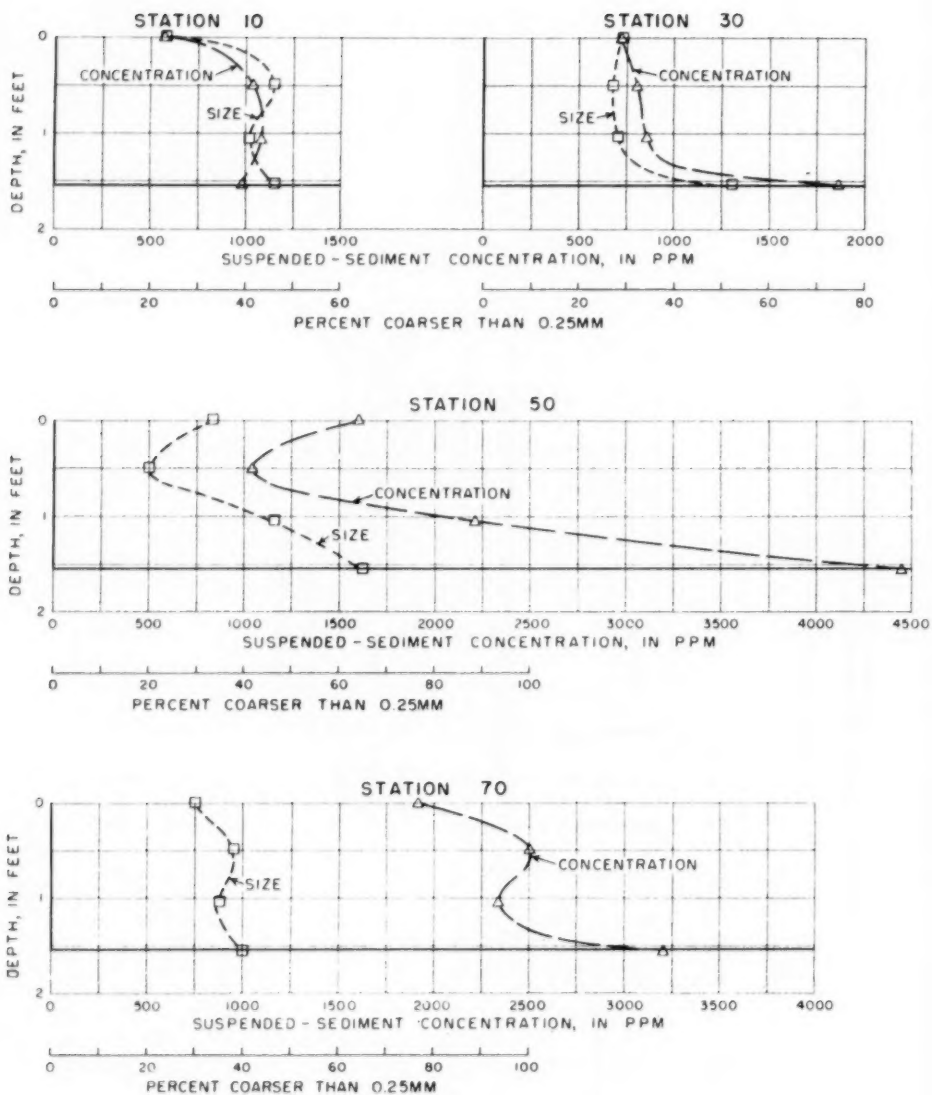 STATION 10
STATION 30
0
0
CONCENTRATION
CONCENTRATION
SIZE
SIZE
1
1
DEPTH, IN FEET
2
2
0 500 1000 1500
0 500 1000 1500 2000
SUSPENDED-SEDIMENT CONCENTRATION, IN PPM
0 20 40 60
0 20 40 60 80
PERCENT COARSER THAN 0.25MM
STATION 50
0
CONCENTRATION
SIZE
1
DEPTH, IN FEET
2
0 500 1000 1500 2000 2500 3000 3500 4000 4500
SUSPENDED-SEDIMENT CONCENTRATION, IN PPM
0 20 40 60 80 100
PERCENT COARSER THAN 0.25MM
STATION 70
0
CONCENTRATION
SIZE
1
DEPTH, IN FEET
2
0 500 1000 1500 2000 2500 3000 3500 4000
SUSPENDED-SEDIMENT CONCENTRATION, IN PPM
0 20 40 60 80 100
PERCENT COARSER THAN 0.25MM